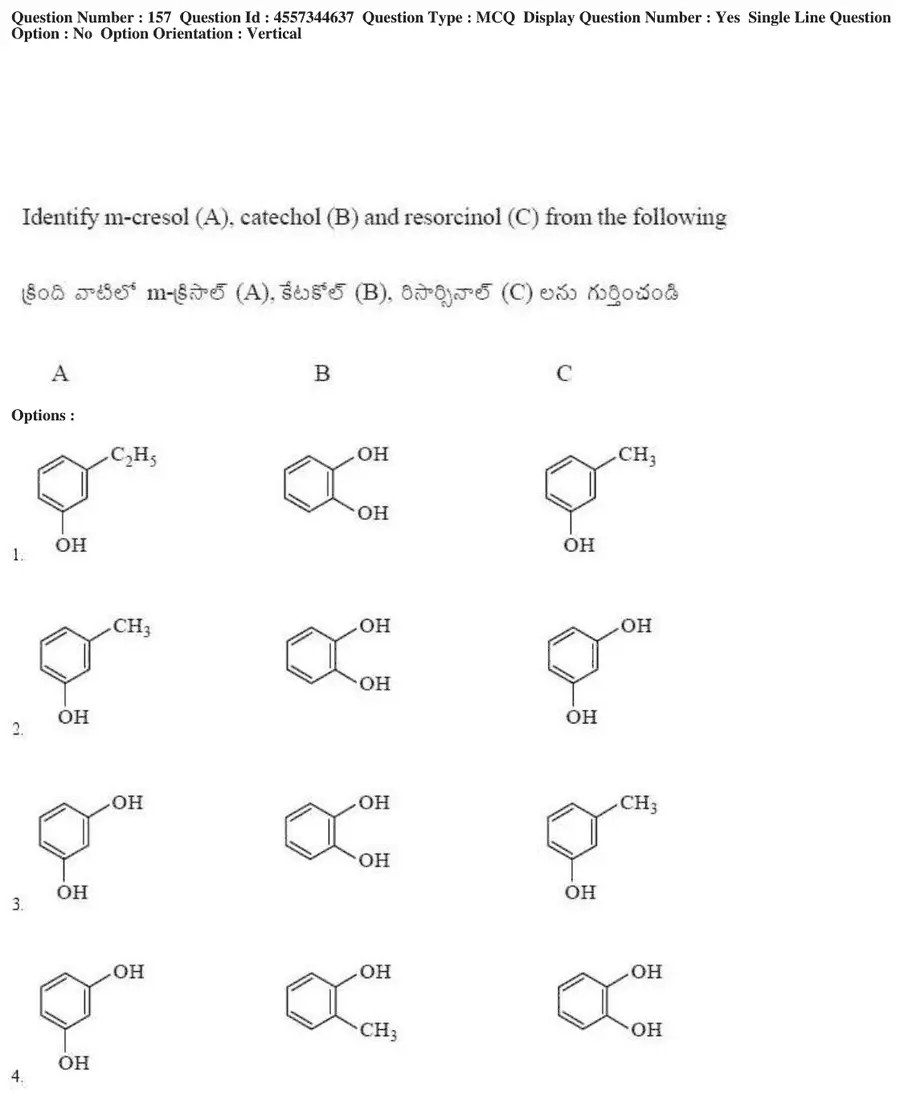 Question Number : 157 Question Id : 4557344637 Question Type : MCQ Display Question Number : Yes Single Line Question
Option : No Option Orientation : Vertical
Identify m-cresol (A), catechol (B) and resorcinol (C) from the following
క్రింది వాటిలో m-క్రిసాల్ (A), కేటకోల్ (B), రిసార్సినాల్ (C) లను గుర్తించండి
A B C
Options :
C₂H₅ OH CH₃
OH
OH OH
1.
CH₃ OH OH
OH
OH OH
2.
OH OH CH₃
OH
OH OH
3.
OH OH OH
CH₃ OH
OH
4.